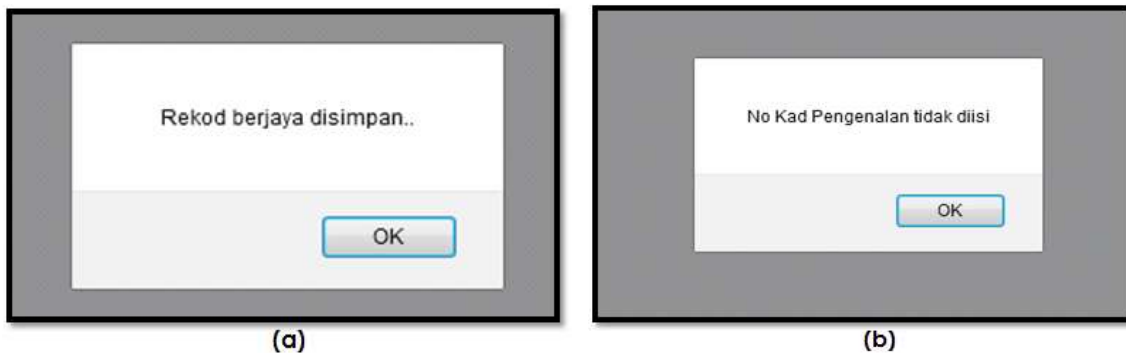 Rekod berjaya disimpan..
OK
(a)
No Kad Pengenalan tidak diisi
OK
(b)